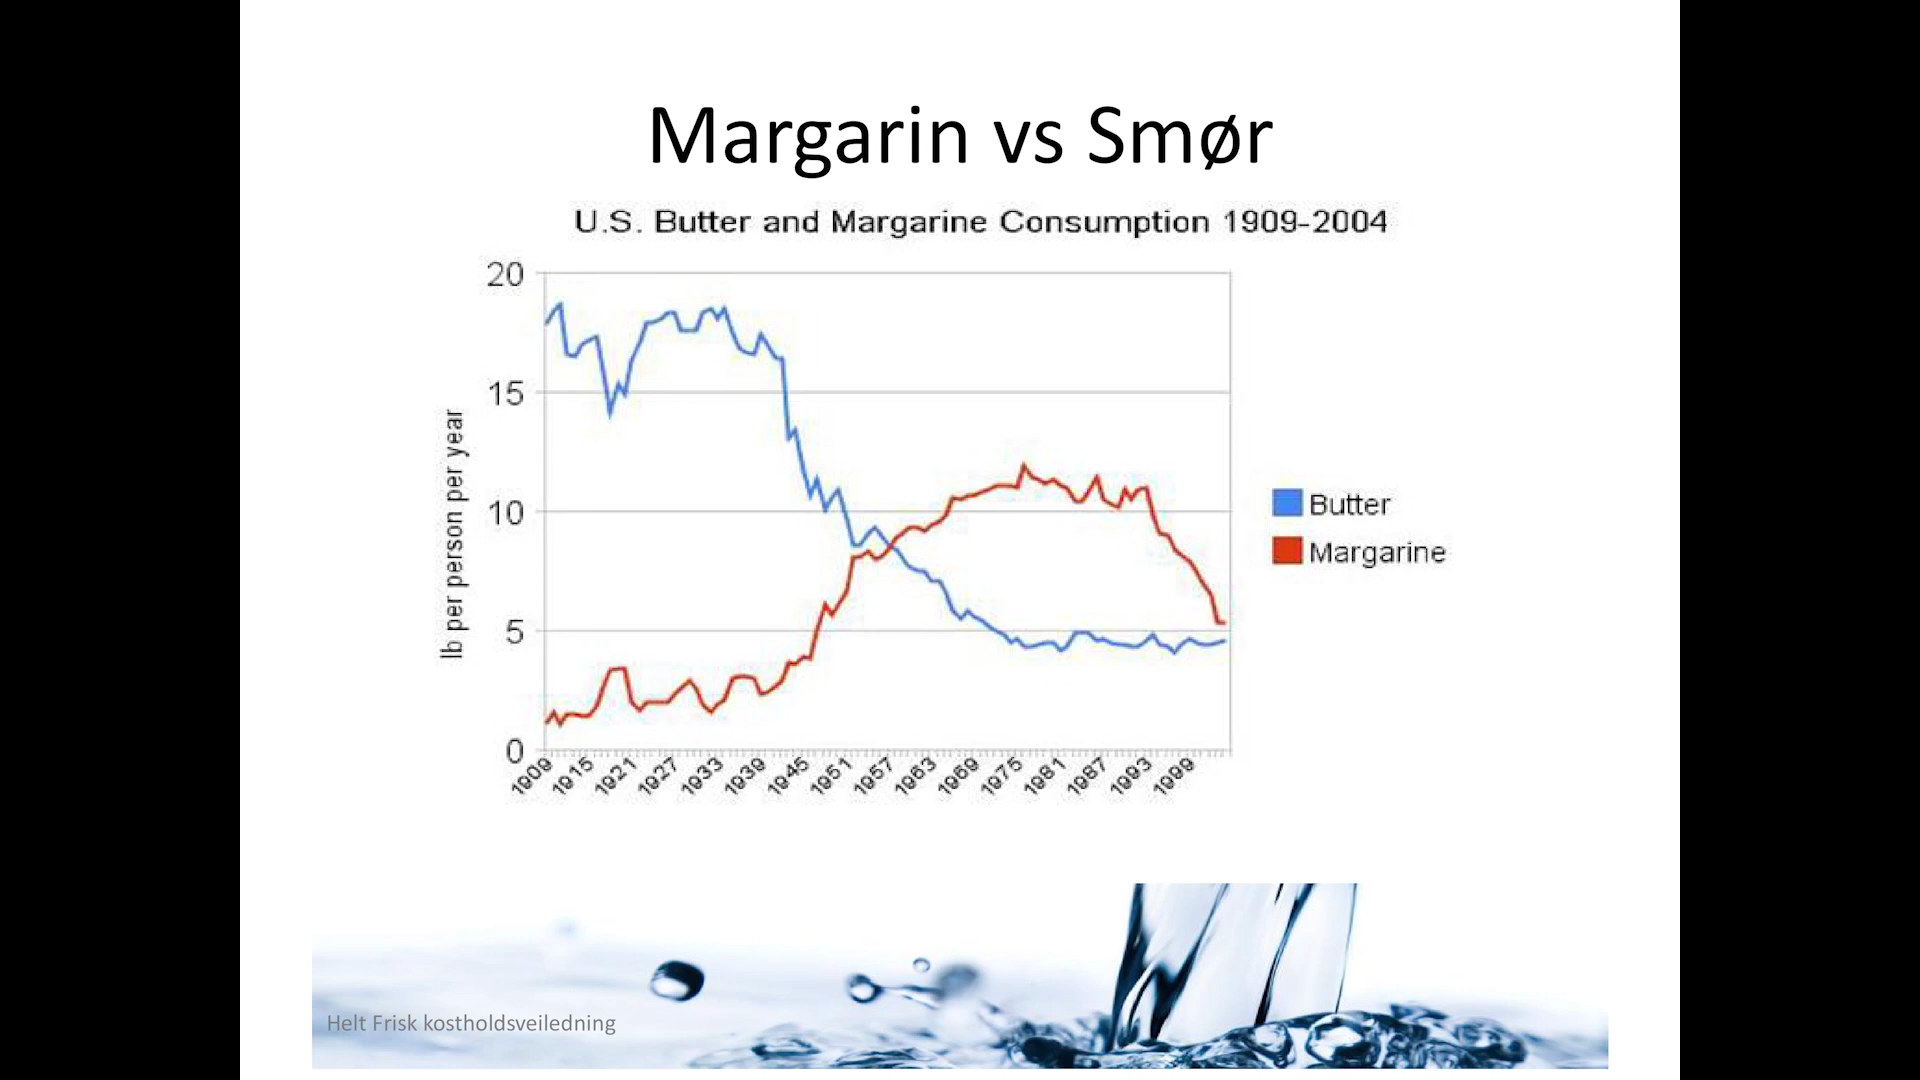 Margarin vs Smør
U.S. Butter and Margarine Consumption 1909-2004
lb per person per year
20
15
10
5
0
1909 1915 1921 1927 1933 1939 1945 1951 1957 1963 1969 1975 1981 1987 1993 1999
Butter
Margarine
Helt Frisk kostholdsveiledning